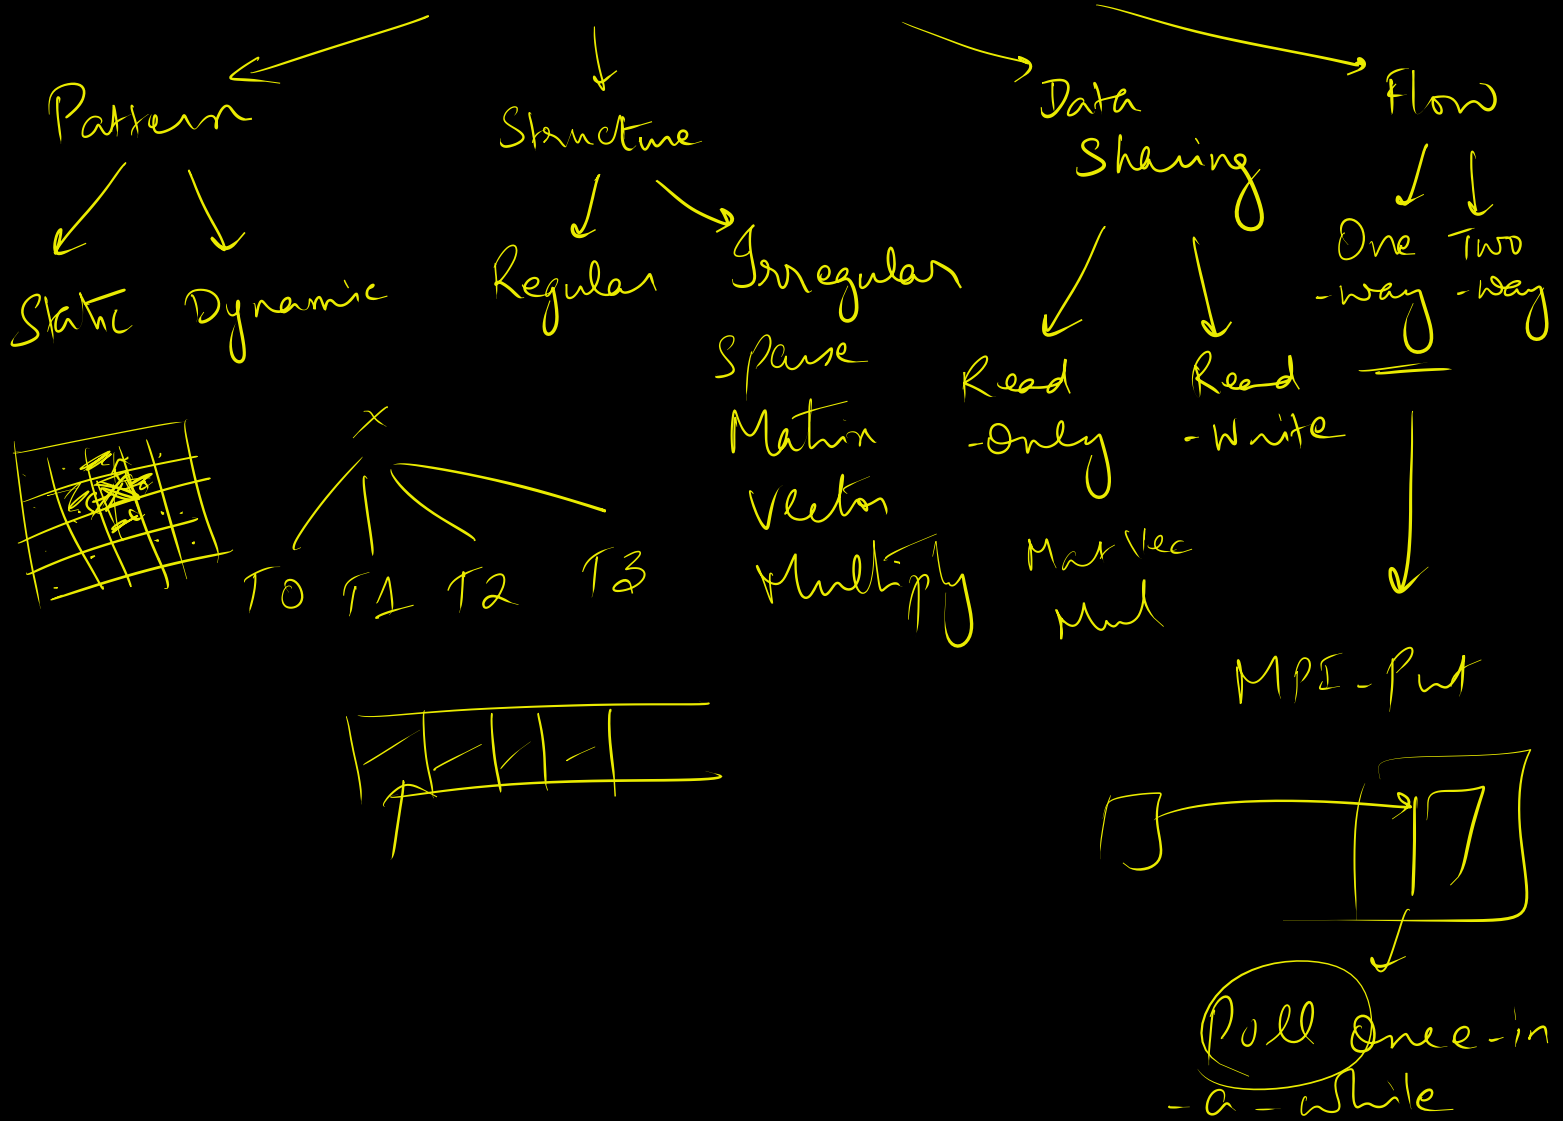 Pattern
Static
Dynamic
Structure
Regular
Irregular
Sparse
Matrix
Vector
Multiply
Data
Sharing
Read
-Only
Mat Vec
Mul
Read
-Write
Flow
One
-way
Two
-way
MPI-Put
Poll once-in
-a-while
x
T0 T1 T2 T3